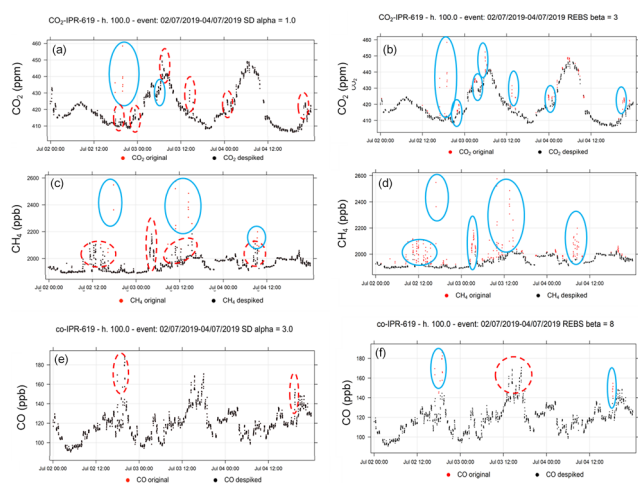 CO₂-IPR-619 - h. 100.0 - event: 02/07/2019-04/07/2019 SD alpha = 1.0
(a)
CO₂ (ppm)
460
450
440
430
420
410
Jul 02 00:00 Jul 02 12:00 Jul 03 00:00 Jul 03 12:00 Jul 04 00:00 Jul 04 12:00
CO₂ original CO₂ despiked
CO₂-IPR-619 - h. 100.0 - event: 02/07/2019-04/07/2019 REBS beta = 3
(b)
CO₂ (ppm)
CO₂
460
450
440
430
420
410
Jul 02 00:00 Jul 02 12:00 Jul 03 00:00 Jul 03 12:00 Jul 04 00:00 Jul 04 12:00
CO₂ original CO₂ despiked
(c)
CH₄ (ppb)
2600
2400
2200
2000
Jul 02 00:00 Jul 02 12:00 Jul 03 00:00 Jul 03 12:00 Jul 04 00:00 Jul 04 12:00
CH₄ original CH₄ despiked
(d)
CH₄ (ppb)
2600
2400
2200
2000
Jul 02 00:00 Jul 02 12:00 Jul 03 00:00 Jul 03 12:00 Jul 04 00:00 Jul 04 12:00
CH₄ original CH₄ despiked
co-IPR-619 - h. 100.0 - event: 02/07/2019-04/07/2019 SD alpha = 3.0
(e)
CO (ppb)
180
160
140
120
100
Jul 02 00:00 Jul 02 12:00 Jul 03 00:00 Jul 03 12:00 Jul 04 00:00 Jul 04 12:00
CO original CO despiked
co-IPR-619 - h. 100.0 - event: 02/07/2019-04/07/2019 REBS beta = 8
(f)
CO (ppb)
180
160
140
120
100
Jul 02 00:00 Jul 02 12:00 Jul 03 00:00 Jul 03 12:00 Jul 04 00:00 Jul 04 12:00
CO original CO despiked